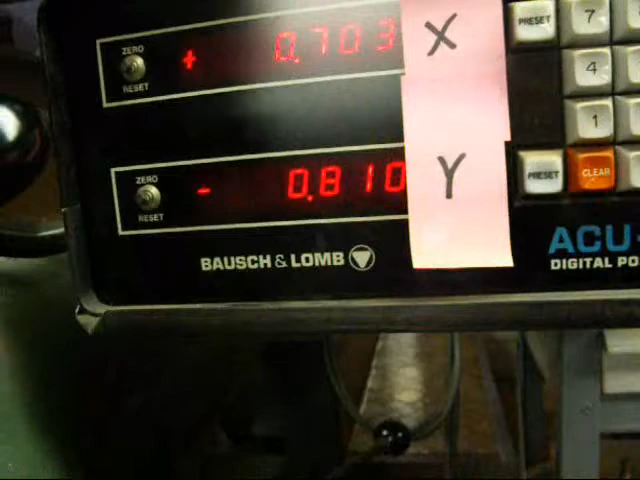 ZERO
RESET
+ 0.703
X
PRESET
7
4
1
ZERO
RESET
- 0.810
Y
PRESET
CLEAR
BAUSCH & LOMB
ACU-
DIGITAL PO